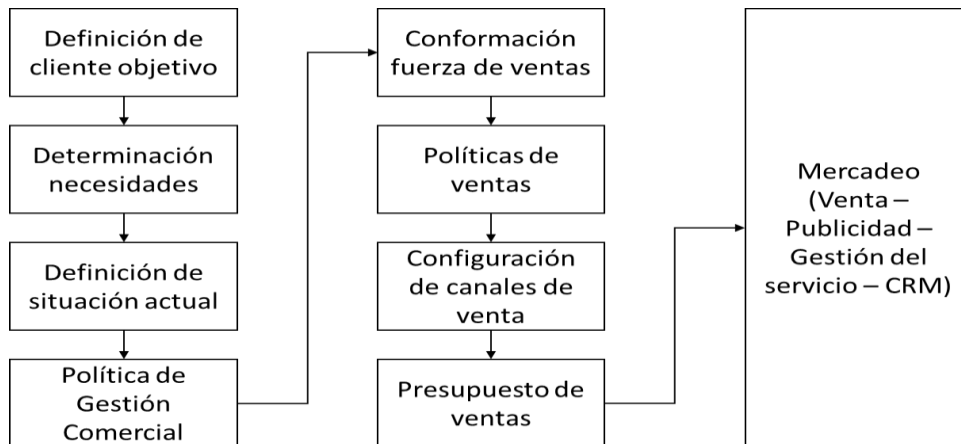 Definición de
cliente objetivo
Determinación
necesidades
Definición de
situación actual
Política de
Gestión
Comercial
Conformación
fuerza de ventas
Políticas de
ventas
Configuración
de canales de
venta
Presupuesto de
ventas
Mercadeo
(Venta –
Publicidad –
Gestión del
servicio – CRM)